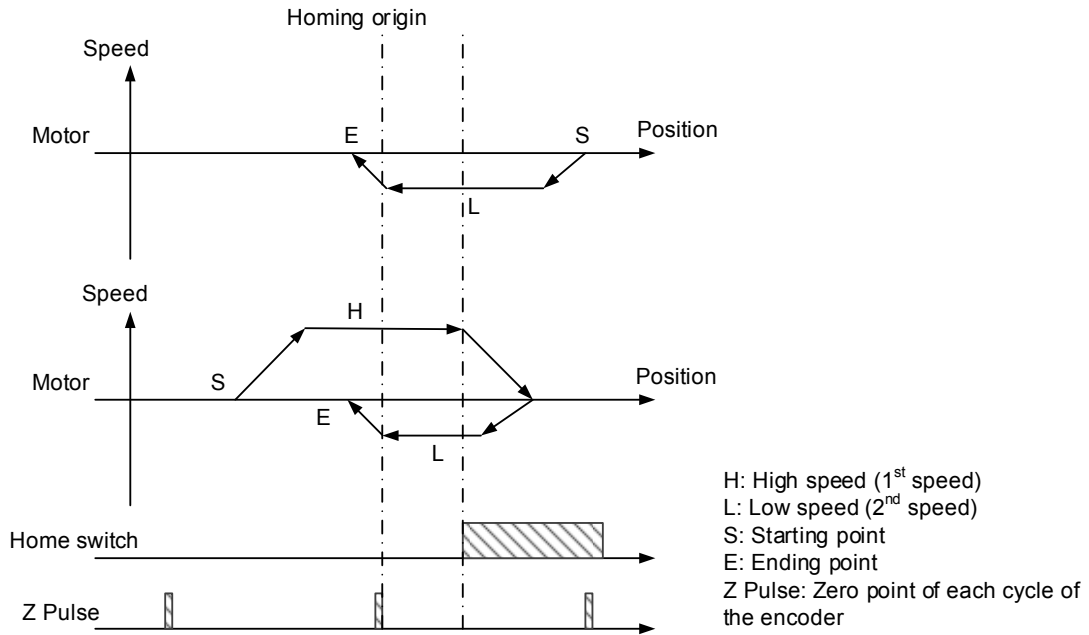 Homing origin
Speed
Motor
E
S
Position
L
Speed
H
Motor
S
Position
E
L
Home switch
Z Pulse
H: High speed (1st speed)
L: Low speed (2nd speed)
S: Starting point
E: Ending point
Z Pulse: Zero point of each cycle of
the encoder